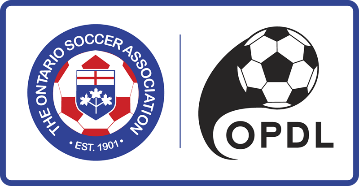 THE ONTARIO SOCCER ASSOCIATION
• EST. 1901 •
OPDL